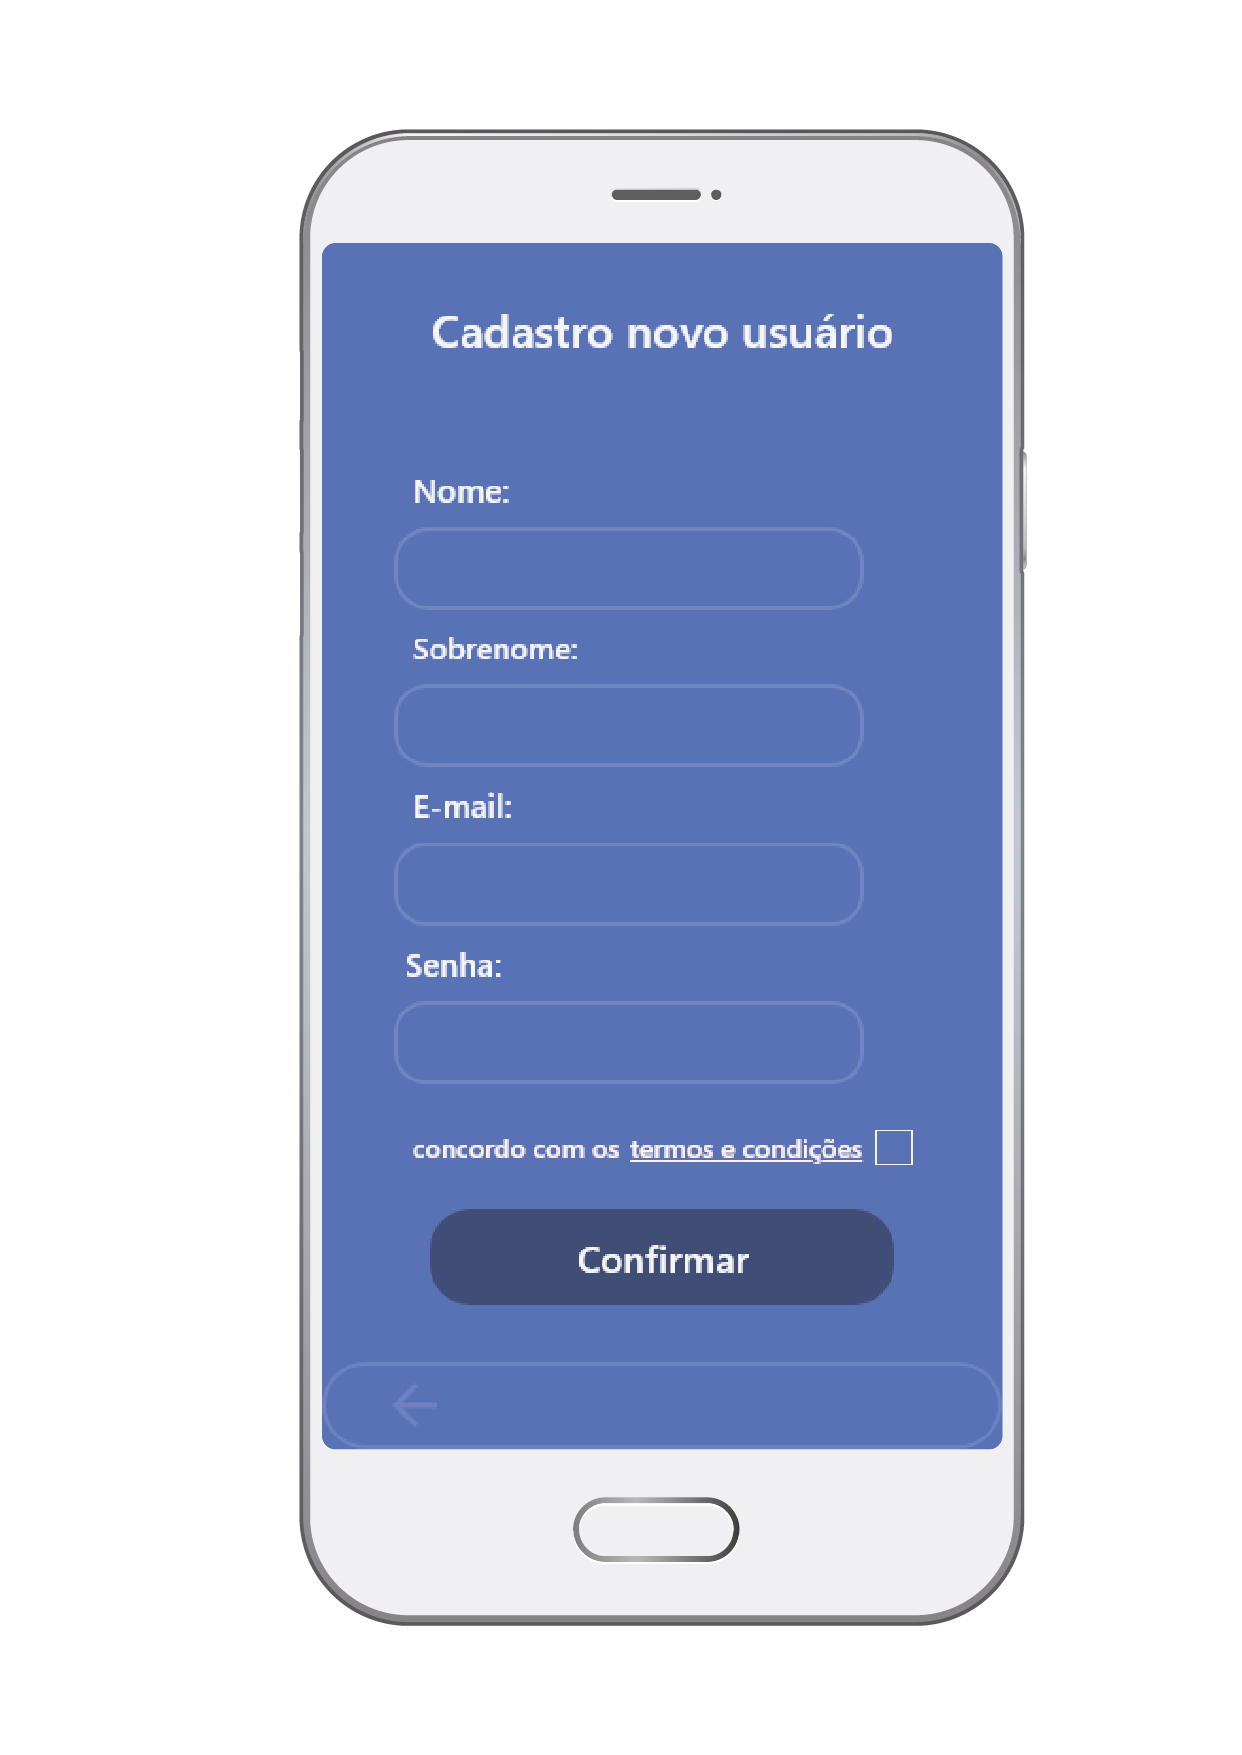 Cadastro novo usuário
Nome:
Sobrenome:
E-mail:
Senha:
concordo com os termos e condições
Confirmar